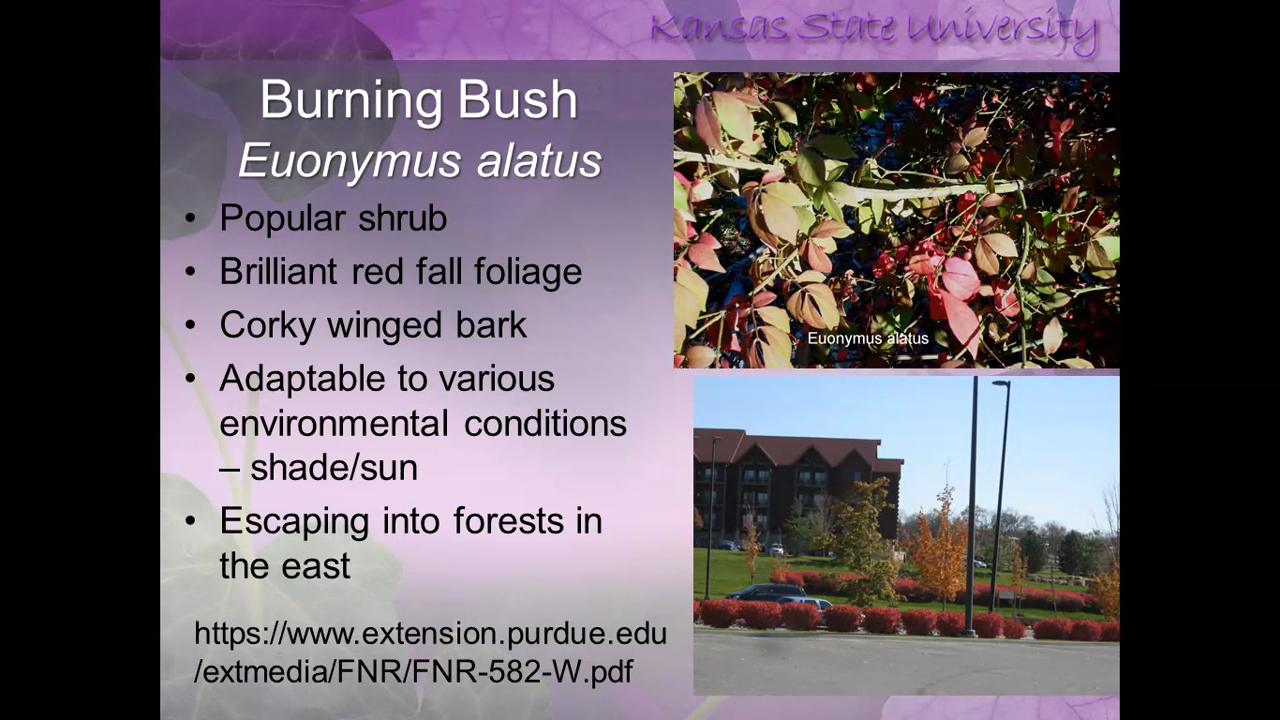 Kansas State University
Burning Bush
Euonymus alatus
• Popular shrub
• Brilliant red fall foliage
• Corky winged bark
• Adaptable to various
environmental conditions
– shade/sun
• Escaping into forests in
the east
https://www.extension.purdue.edu
/extmedia/FNR/FNR-582-W.pdf
Euonymus alatus